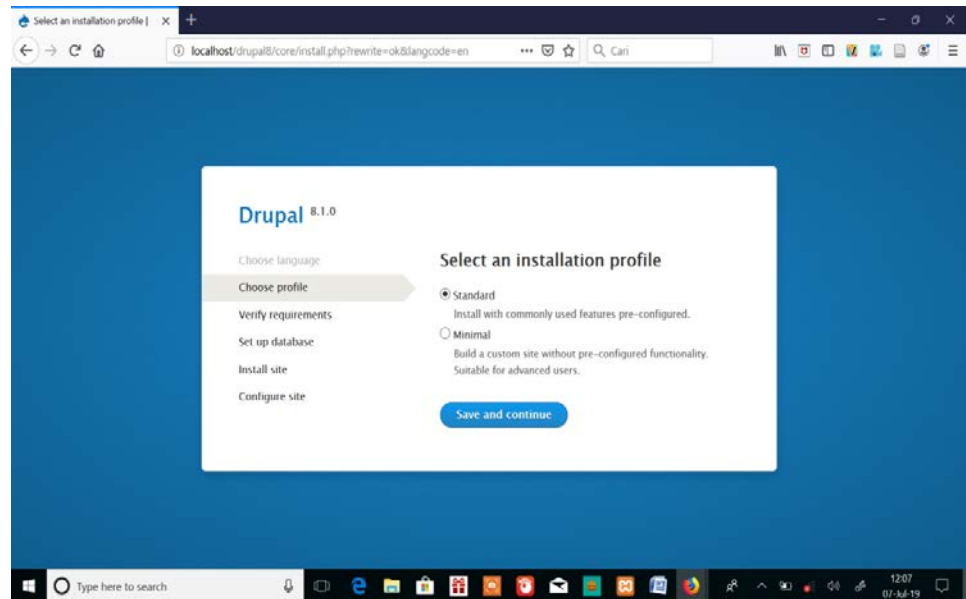 Select an installation profile |
localhost/drupal8/core/install.php?rewrite=ok&langcode=en
Cari
Drupal 8.1.0
Choose language
Choose profile
Verify requirements
Set up database
Install site
Configure site
Select an installation profile
Standard
Install with commonly used features pre-configured.
Minimal
Build a custom site without pre-configured functionality.
Suitable for advanced users.
Save and continue
Type here to search
12:07
07-Jul-19